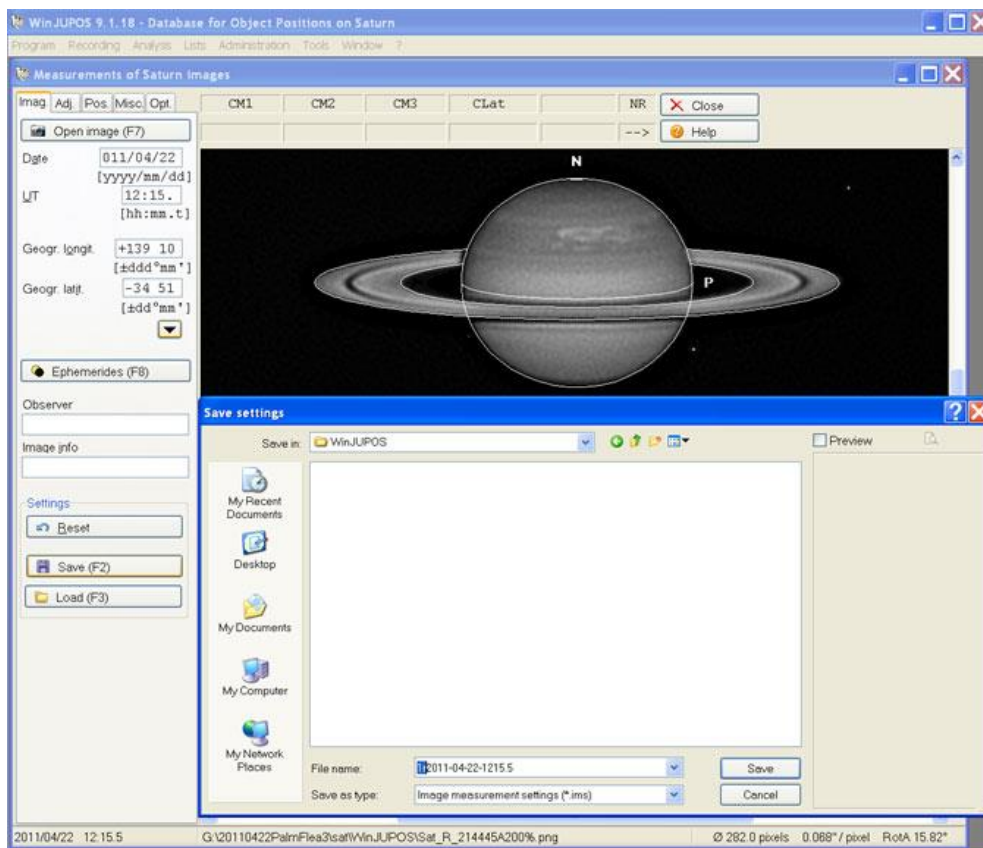 WinJUPOS 9.1.18 - Database for Object Positions on Saturn
Program Recording Analysis Lists Administration Tools Window ?
Measurements of Saturn Images
Imag Adj Pos Misc Opt.
CM1 CM2 CM3 CLat NR Close
Open image (F7)
--> Help
Date 011/04/22
[yyyy/mm/dd]
UT 12:15.
[hh:mm.t]
Geogr. longit. +139 10
[±ddd°mm']
Geogr. latit. -34 51
[±dd°mm']
N
P
Ephemerides (F8)
Observer
Image info
Settings
Reset
Save (F2)
Load (F3)
Save settings
Save in: WinJUPOS
Preview
My Recent
Documents
Desktop
My Documents
My Computer
My Network
Places
File name: 2011-04-22-1215.5
Save
Save as type: Image measurement settings (*.ims)
Cancel
2011/04/22 12:15.5 G:\20110422PalmFlea3\sat\WinJUPOS\Sat_R_214445A200%.png Ø 282.0 pixels 0.068"/ pixel RotA 15.82°